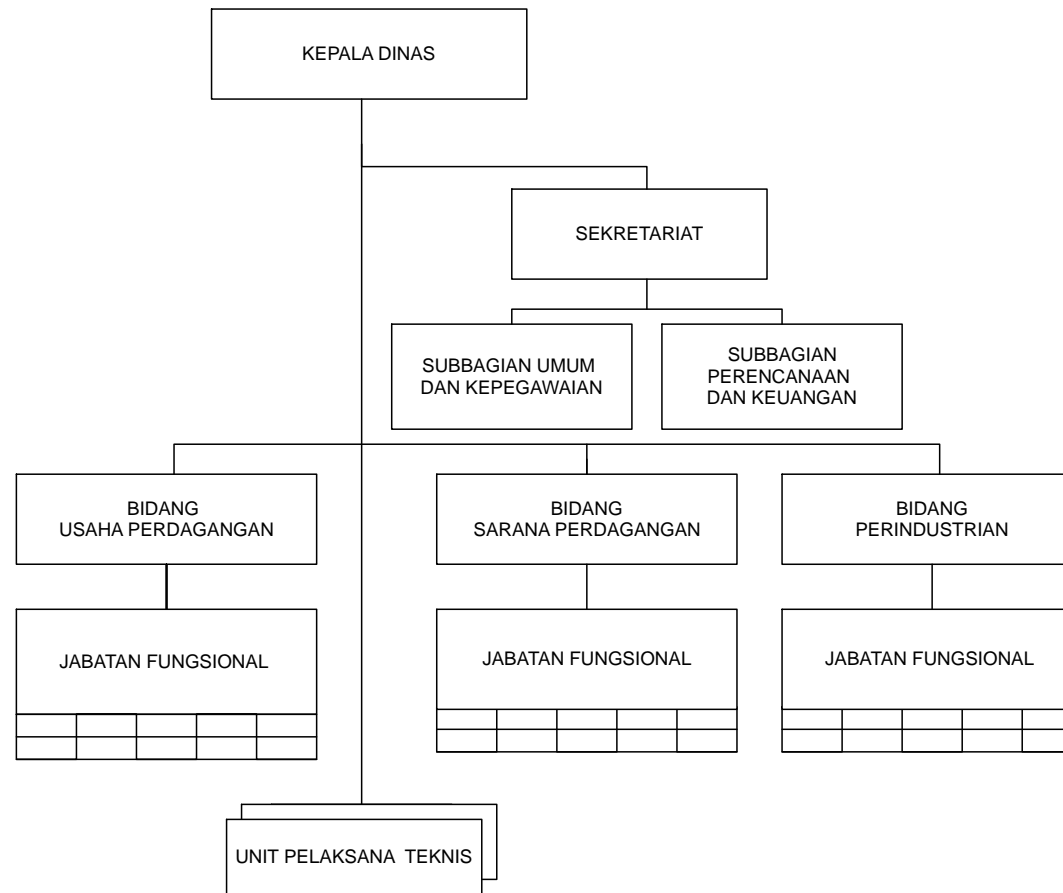 KEPALA DINAS
SEKRETARIAT
SUBBAGIAN UMUM
DAN KEPEGAWAIAN
SUBBAGIAN
PERENCANAAN
DAN KEUANGAN
BIDANG
USAHA PERDAGANGAN
BIDANG
SARANA PERDAGANGAN
BIDANG
PERINDUSTRIAN
JABATAN FUNGSIONAL
JABATAN FUNGSIONAL
JABATAN FUNGSIONAL
UNIT PELAKSANA TEKNIS